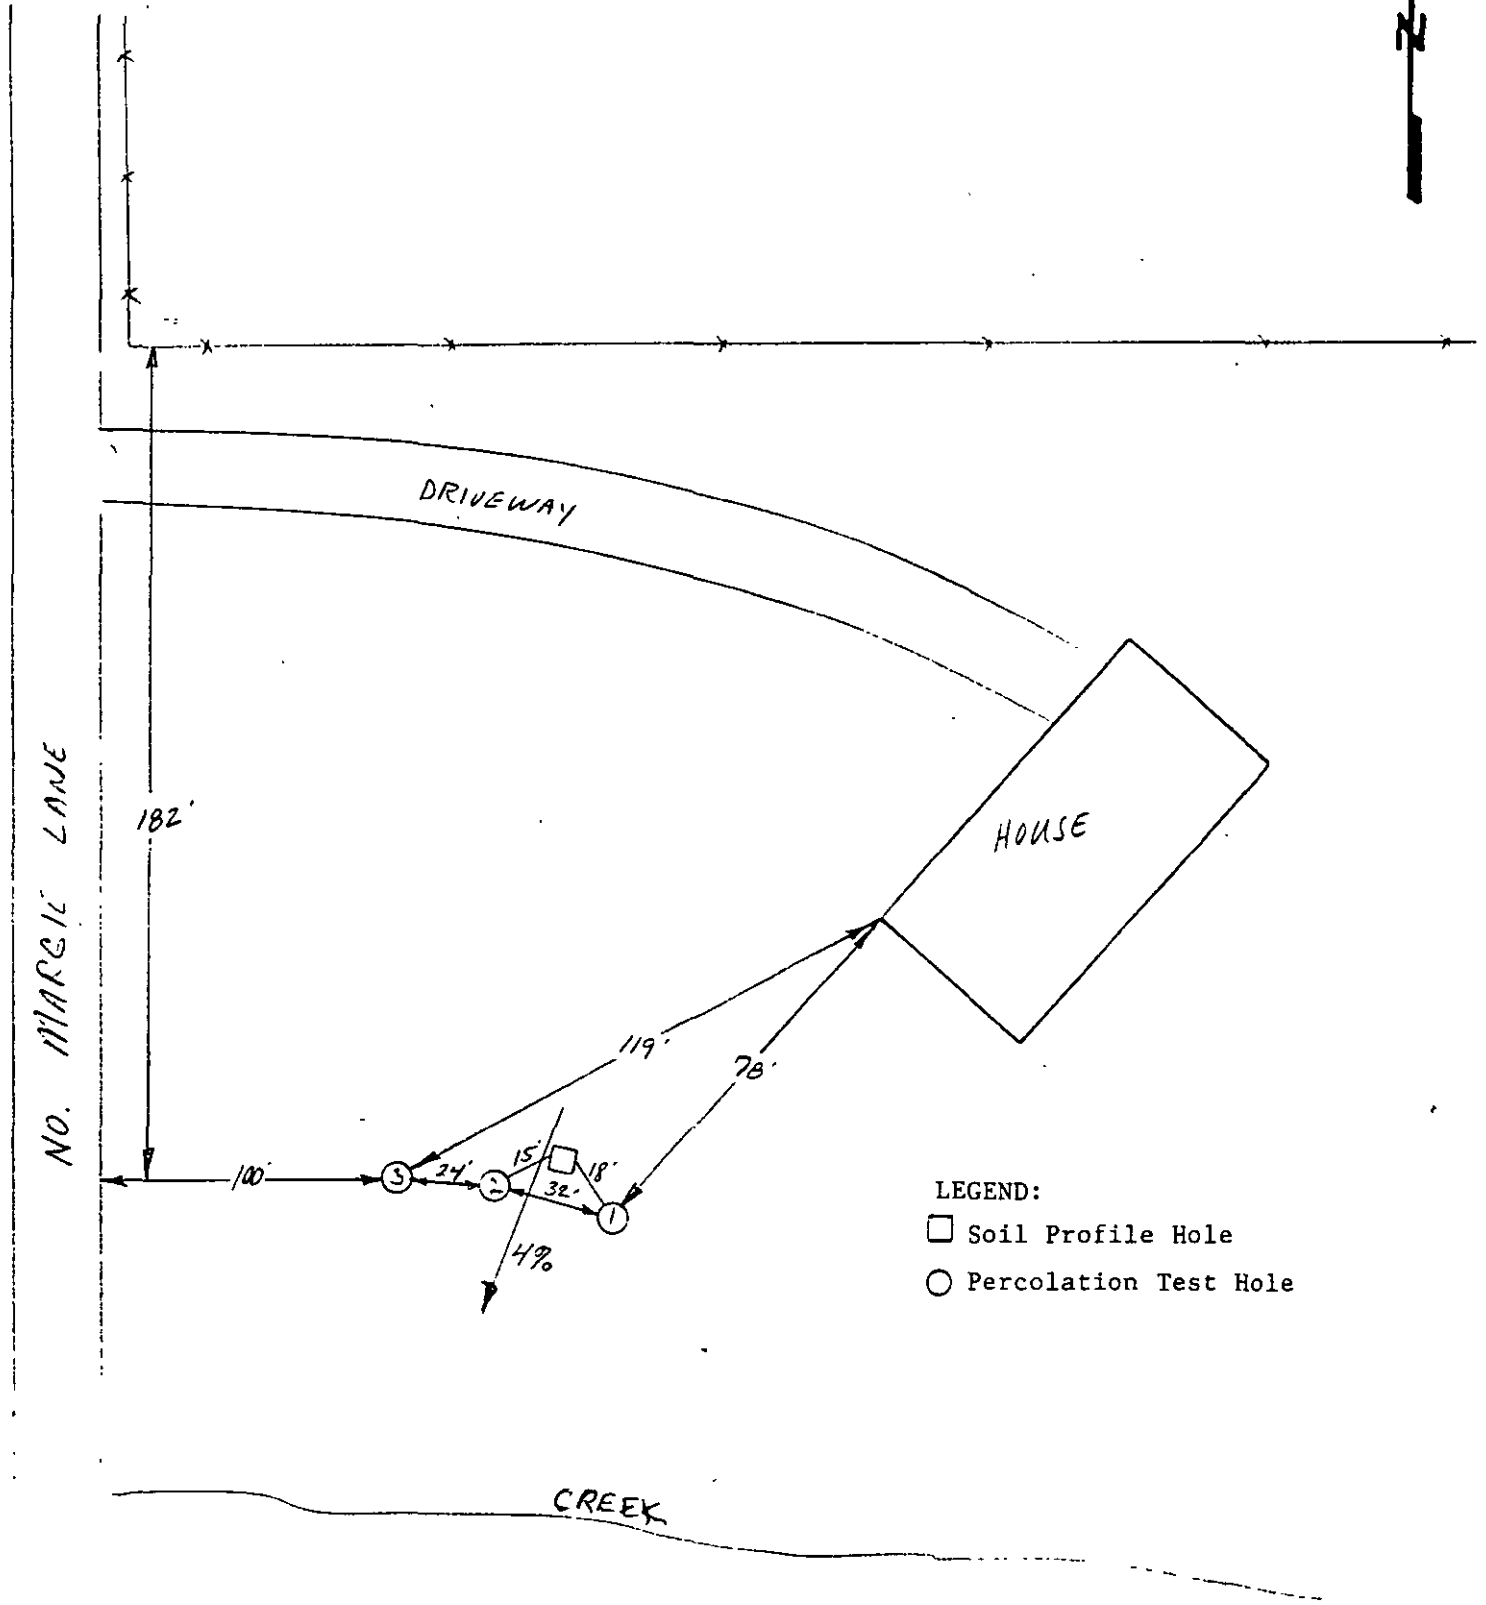 N
DRIVEWAY
182'
HOUSE
NO. MARGIE LANE
119'
78'
100'
3
24'
2
15'
18'
32'
1
4%
LEGEND:
Soil Profile Hole
Percolation Test Hole
CREEK